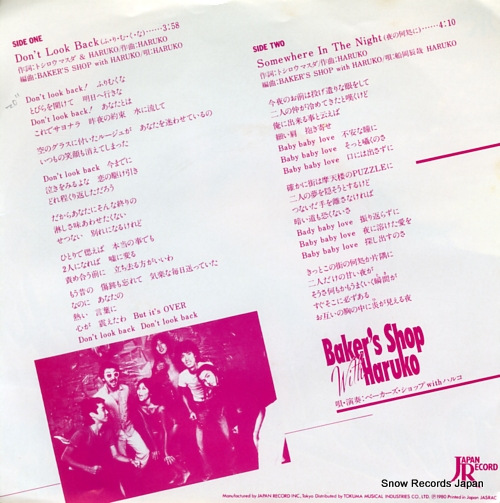 SIDE ONE
Don't Look Back(ふ・り・む・く・な)………3:58
作詞：トシロウ マスダ & HARUKO/作曲：HARUKO
編曲：BAKER'S SHOP with HARUKO/唄：HARUKO
Don't look back! ふりむくな
とびらを開けて 明日へ行きな
Don't look back! あなたとは
これでサヨナラ 昨夜の約束 水に流して
空のグラスに付いたルージュが あなたを迷わせているの
いつもの笑顔も消えてしまった
Don't look back 今までに
泣きをみるよな 恋の駆け引き
どれ程くり返しただろう
だからあなたにそんな終りの
淋しさ味あわせたくない
せつない 別れになるけれど
ひとりで燃えば 本当の事でも
2人になれば 嘘に変る
責め合う前に 立ち去る方がいいわ
もう昔の 傷跡も忘れて 気楽な毎日送っていた
なのに あなたの
熱い 言葉に
心が 震えたわ But it's OVER
Don't look back Don't look back
SIDE TWO
Somewhere In The Night(夜の何処に)……4:10
作詞：トシロウ マスダ/作曲：HARUKO
編曲：BAKER'S SHOP with HARUKO/唄：HARUKO
今夜のお前は投げ遣りな眼をして
二人の仲が冷めてきたと嘆くけど
俺に出来る事と云えば
細い肩 抱き寄せ
Baby baby love 不安な瞳に
Baby baby love そっと囁くのさ
Baby baby love 口には出さずに
確かに街は摩天楼のPUZZLEに
二人の夢を隠そうとするけど
つないだ手を離さなければ
暗い道も恐くないさ
Bady baby love 振り返らずに
Baby baby love 夜に溶けた愛を
Baby baby love 探し出すのさ
きっとこの街の何処か片隅に
二人だけの甘い夜が
そうさ何もかもうまくいく瞬間が
すぐそこに必ずある
お互いの胸の中に炎が見える夜
Baker's Shop
With Haruko
唄・演奏：ベーカーズ・ショップ with ハルコ
JAPAN
RECORD
Manufactured by JAPAN RECORD INC., Tokyo Distributed by TOKUMA MUSICAL INDUSTRIES CO., LTD. Ⓟ1980 Printed in Japan JASRAC
Snow Records Japan